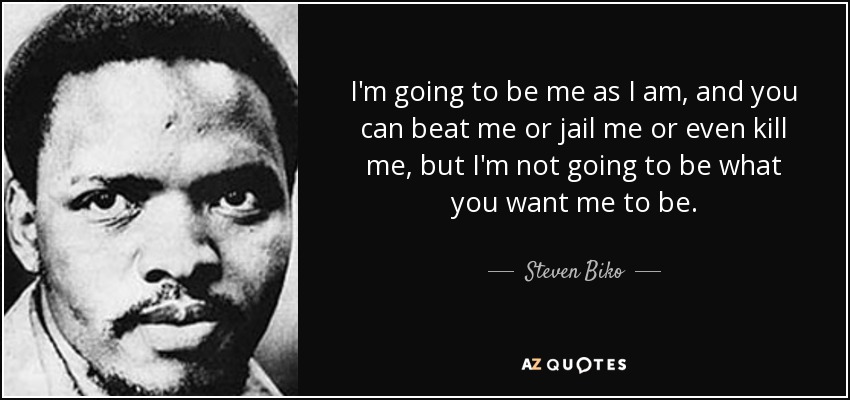 I'm going to be me as I am, and you
can beat me or jail me or even kill
me, but I'm not going to be what
you want me to be.
Steven Biko
AZ QUOTES